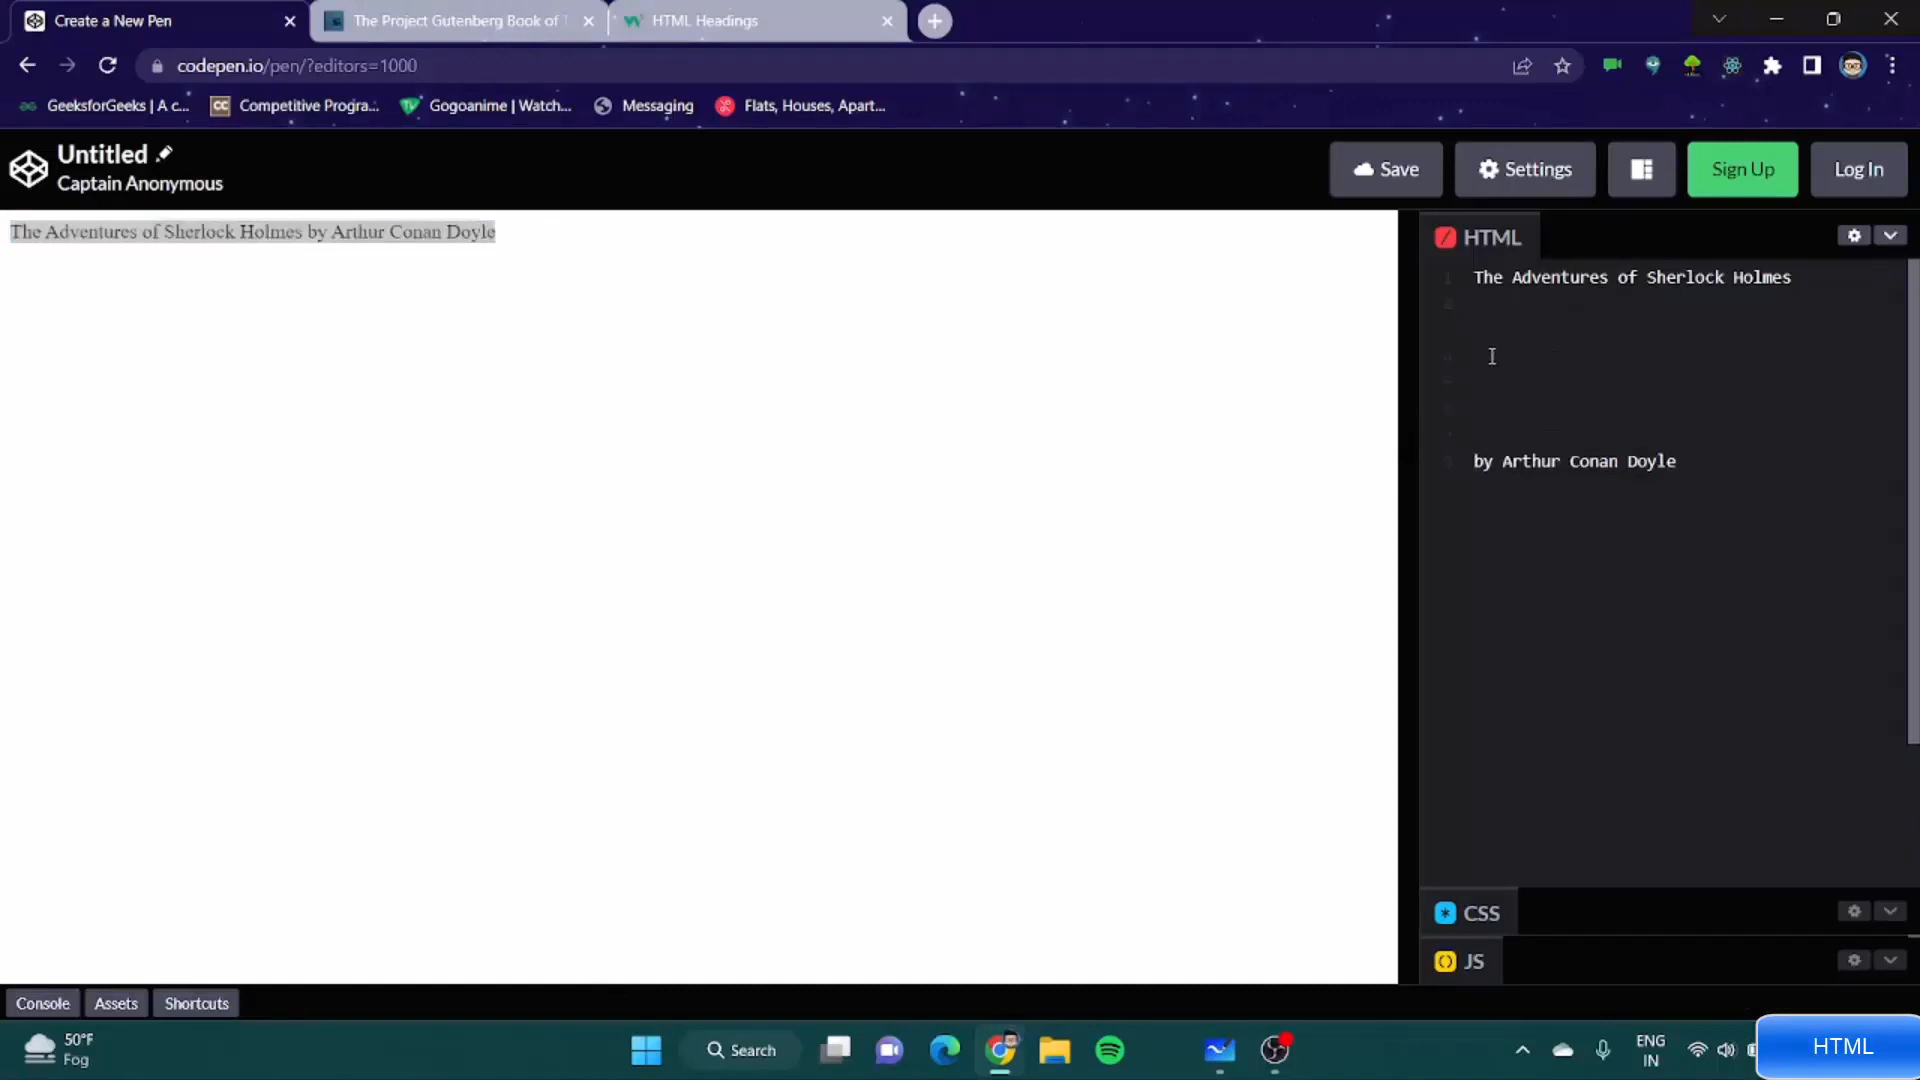 Create a New Pen
The Project Gutenberg Book of
HTML Headings
codepen.io/pen/?editors=1000
GeeksforGeeks | A c...
CC
Competitive Progra...
Gogoanime | Watch...
Messaging
Flats, Houses, Apart...
Untitled
Captain Anonymous
Save
Settings
Sign Up
Log In
The Adventures of Sherlock Holmes by Arthur Conan Doyle
HTML
1
The Adventures of Sherlock Holmes
2
by Arthur Conan Doyle
CSS
JS
Console
Assets
Shortcuts
50°F
Fog
Search
ENG
IN
HTML